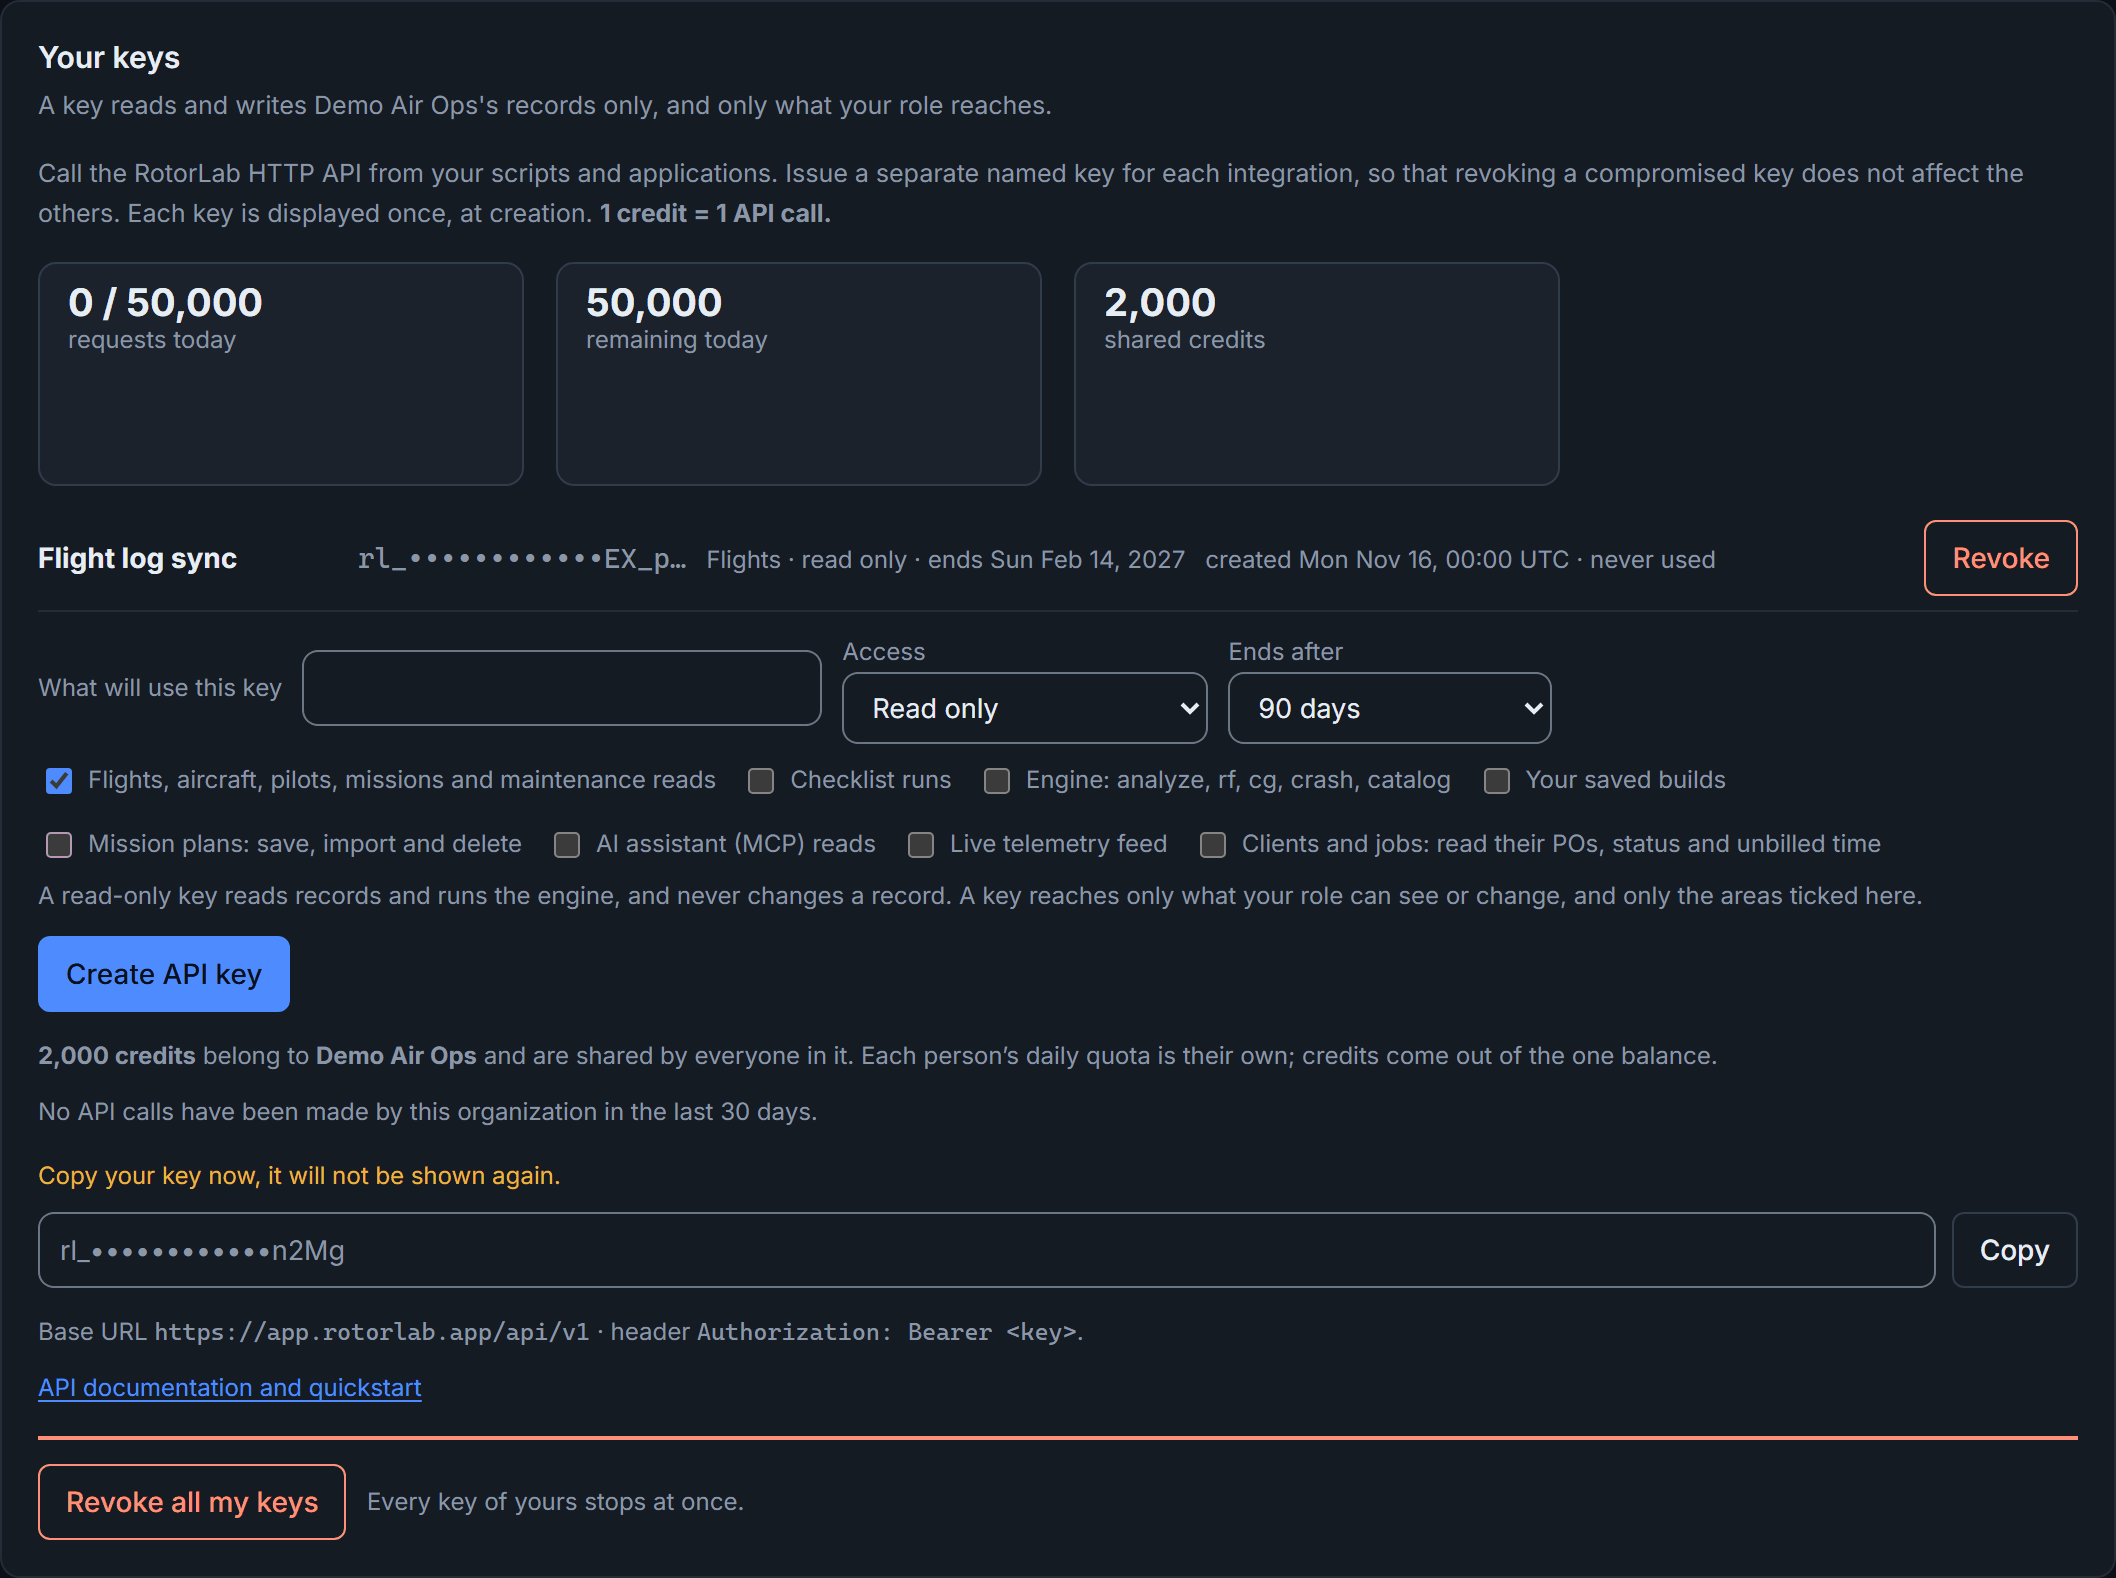 Your keys
A key reads and writes Demo Air Ops's records only, and only what your role reaches.
Call the RotorLab HTTP API from your scripts and applications. Issue a separate named key for each integration, so that revoking a compromised key does not affect the
others. Each key is displayed once, at creation. 1 credit = 1 API call.
0 / 50,000
requests today
50,000
remaining today
2,000
shared credits
Flight log sync rl_••••••••••••EX_p… Flights · read only · ends Sun Feb 14, 2027 created Mon Nov 16, 00:00 UTC · never used Revoke
What will use this key
Access
Read only
Ends after
90 days
Flights, aircraft, pilots, missions and maintenance reads Checklist runs Engine: analyze, rf, cg, crash, catalog Your saved builds
Mission plans: save, import and delete AI assistant (MCP) reads Live telemetry feed Clients and jobs: read their POs, status and unbilled time
A read-only key reads records and runs the engine, and never changes a record. A key reaches only what your role can see or change, and only the areas ticked here.
Create API key
2,000 credits belong to Demo Air Ops and are shared by everyone in it. Each person’s daily quota is their own; credits come out of the one balance.
No API calls have been made by this organization in the last 30 days.
Copy your key now, it will not be shown again.
rl_••••••••••••n2Mg Copy
Base URL https://app.rotorlab.app/api/v1 · header Authorization: Bearer <key>.
API documentation and quickstart
Revoke all my keys Every key of yours stops at once.